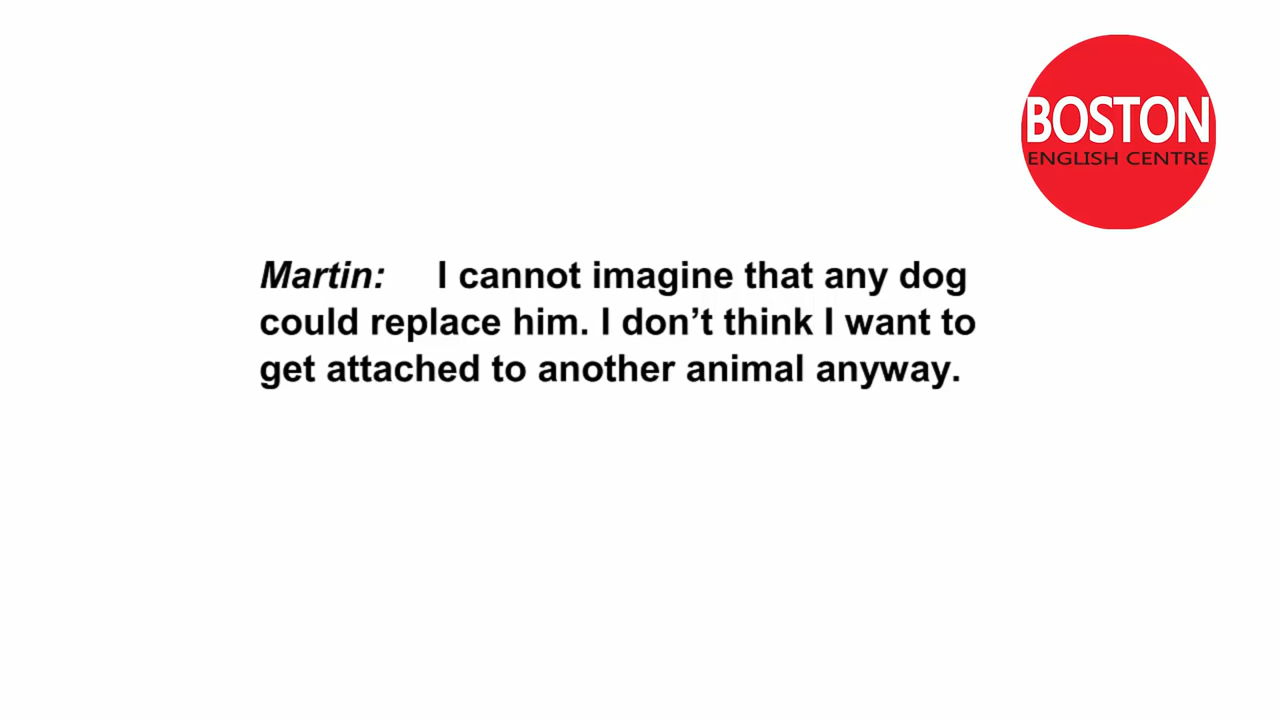 BOSTON
ENGLISH CENTRE
Martin: I cannot imagine that any dog
could replace him. I don’t think I want to
get attached to another animal anyway.